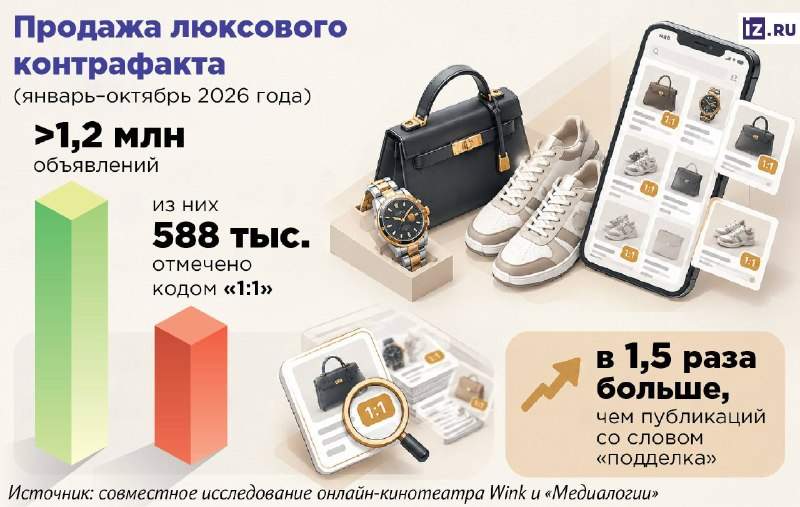 Продажа люксового
контрафакта
(январь–октябрь 2026 года)
iz.RU
>1,2 млн
объявлений
из них
588 тыс.
отмечено
кодом «1:1»
1:1
1:1
1:1
1:1
1:1
1:1
1:1
в 1,5 раза
больше,
чем публикаций
со словом
«подделка»
Источник: совместное исследование онлайн-кинотеатра Wink и «Медиалогии»